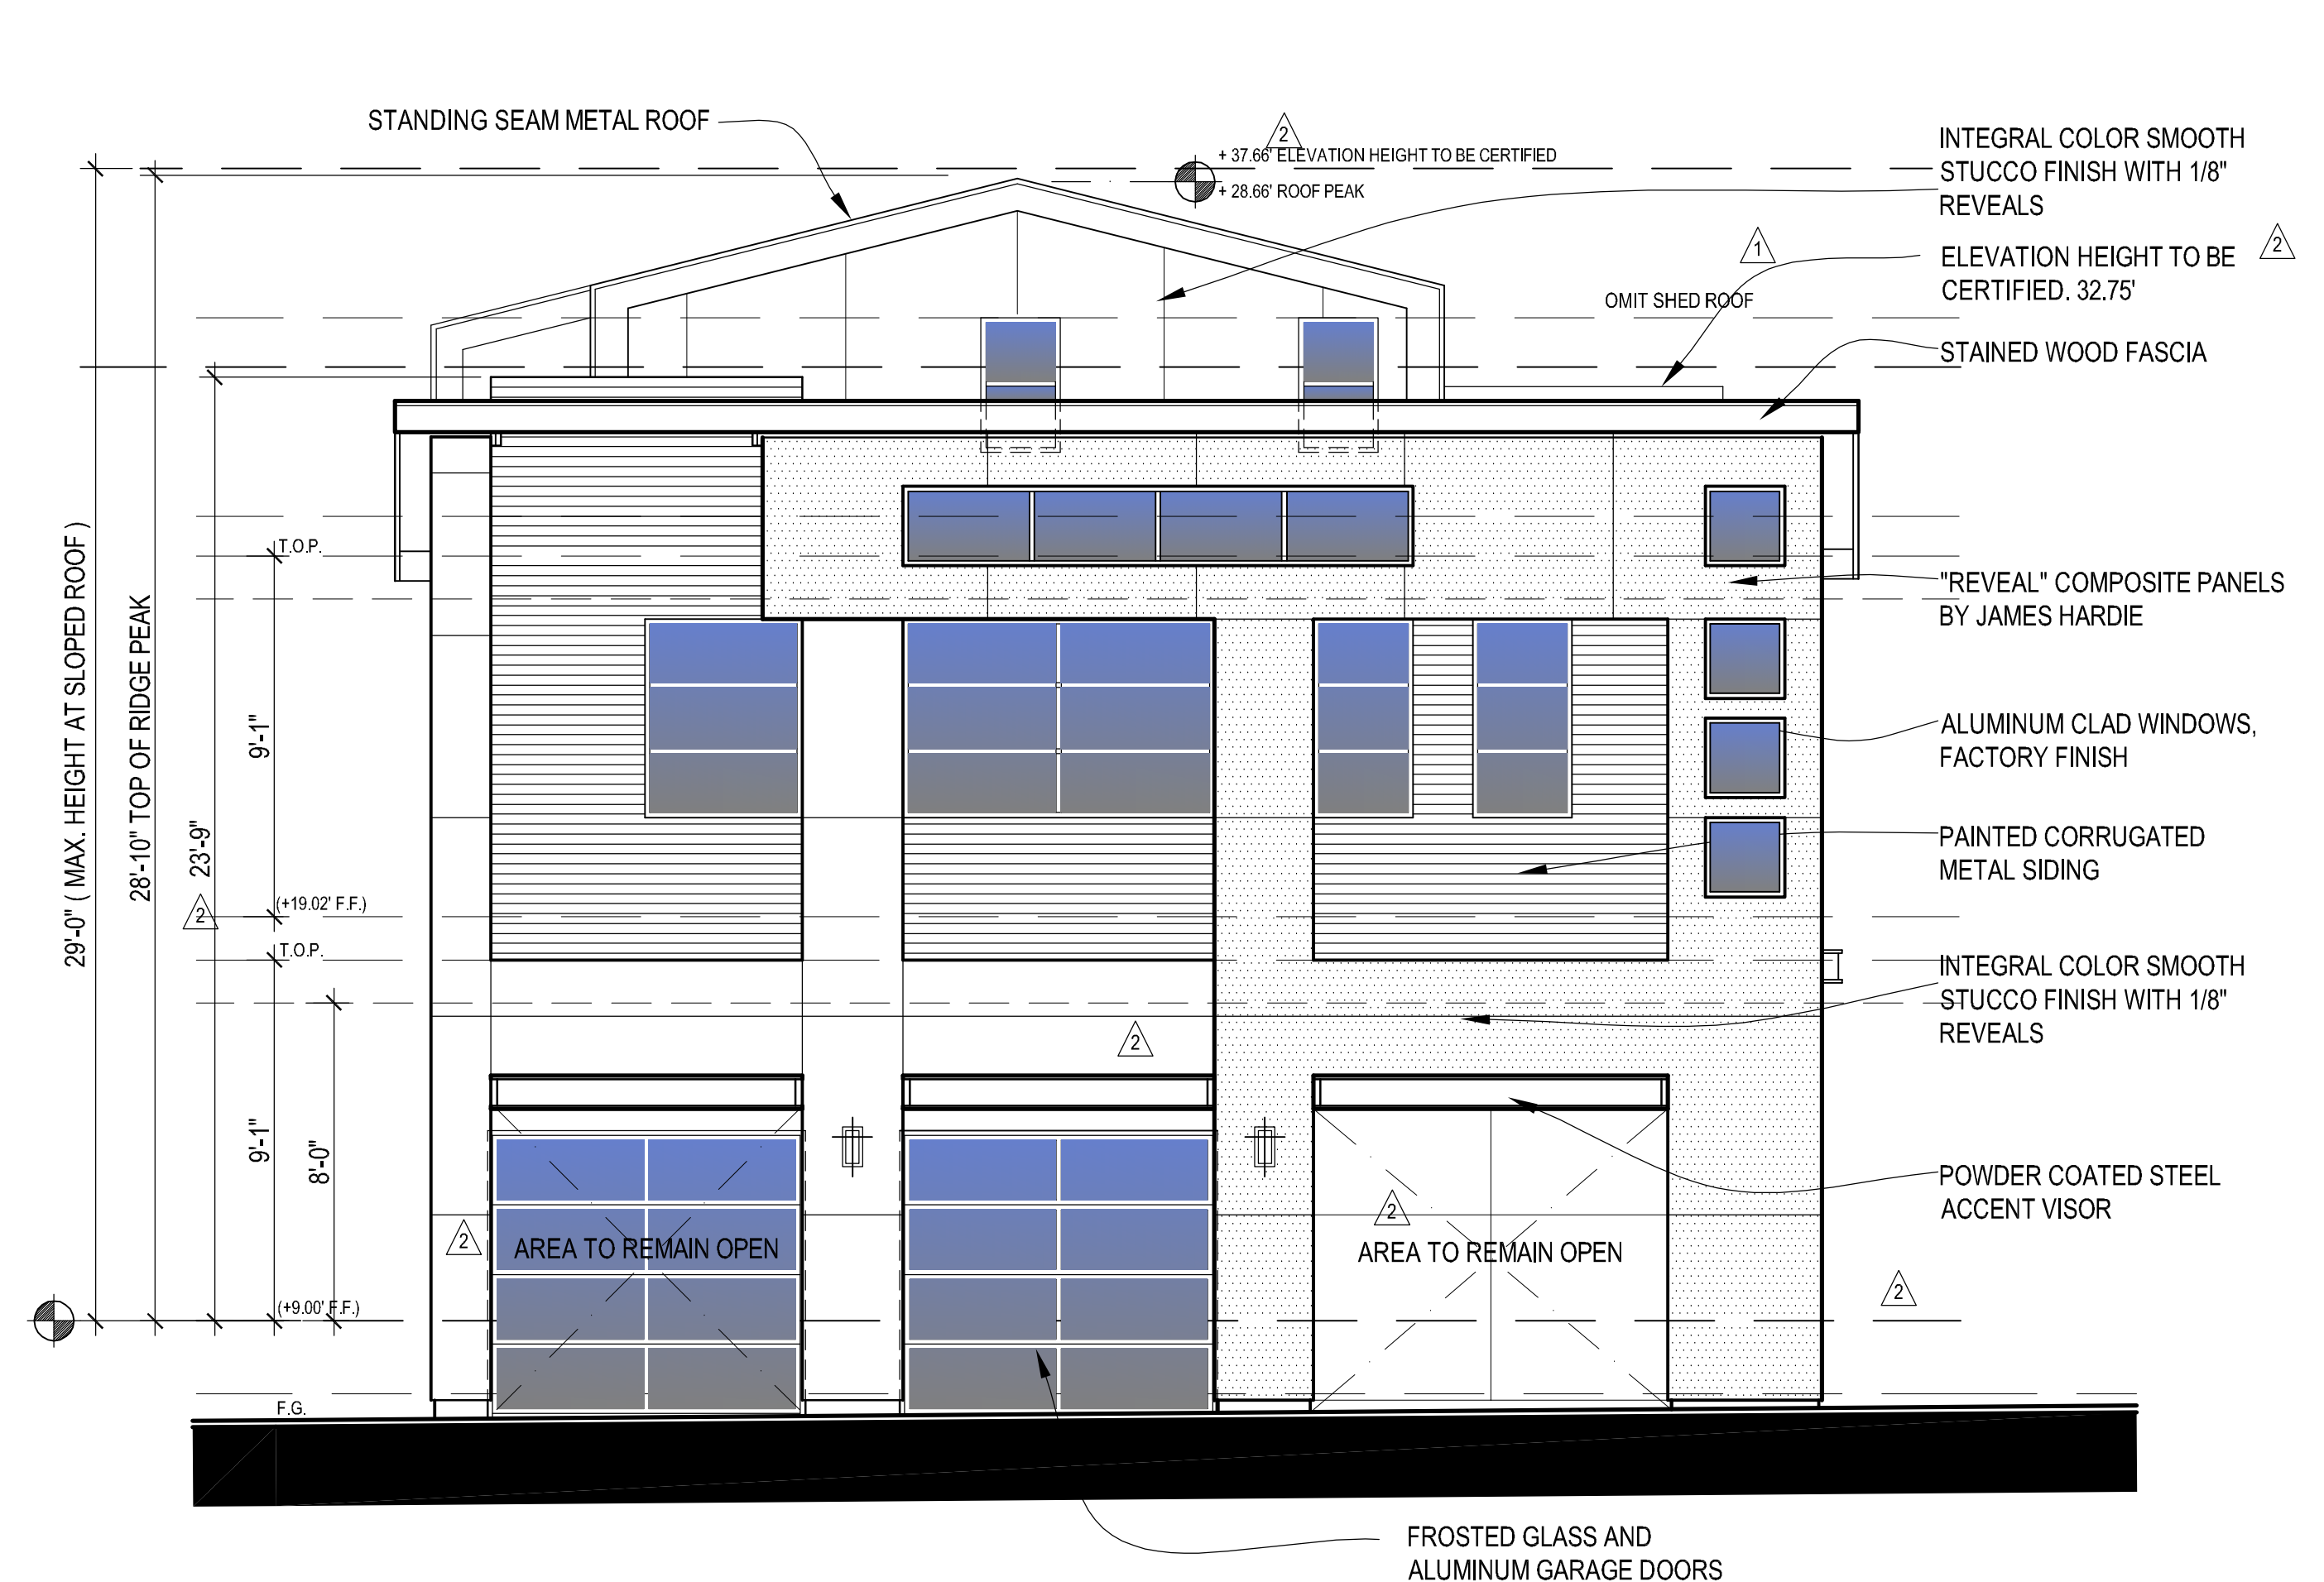 STANDING SEAM METAL ROOF
2
+ 37.66' ELEVATION HEIGHT TO BE CERTIFIED
+ 28.66' ROOF PEAK
INTEGRAL COLOR SMOOTH
STUCCO FINISH WITH 1/8"
REVEALS
1
2
ELEVATION HEIGHT TO BE
CERTIFIED. 32.75'
OMIT SHED ROOF
STAINED WOOD FASCIA
29'-0" ( MAX. HEIGHT AT SLOPED ROOF )
28'-10" TOP OF RIDGE PEAK
23'-9"
2
9'-1"
T.O.P.
(+19.02' F.F.)
T.O.P.
9'-1"
8'-0"
(+9.00' F.F.)
F.G.
"REVEAL" COMPOSITE PANELS
BY JAMES HARDIE
ALUMINUM CLAD WINDOWS,
FACTORY FINISH
PAINTED CORRUGATED
METAL SIDING
INTEGRAL COLOR SMOOTH
STUCCO FINISH WITH 1/8"
REVEALS
2
POWDER COATED STEEL
ACCENT VISOR
2
AREA TO REMAIN OPEN
2
AREA TO REMAIN OPEN
2
FROSTED GLASS AND
ALUMINUM GARAGE DOORS